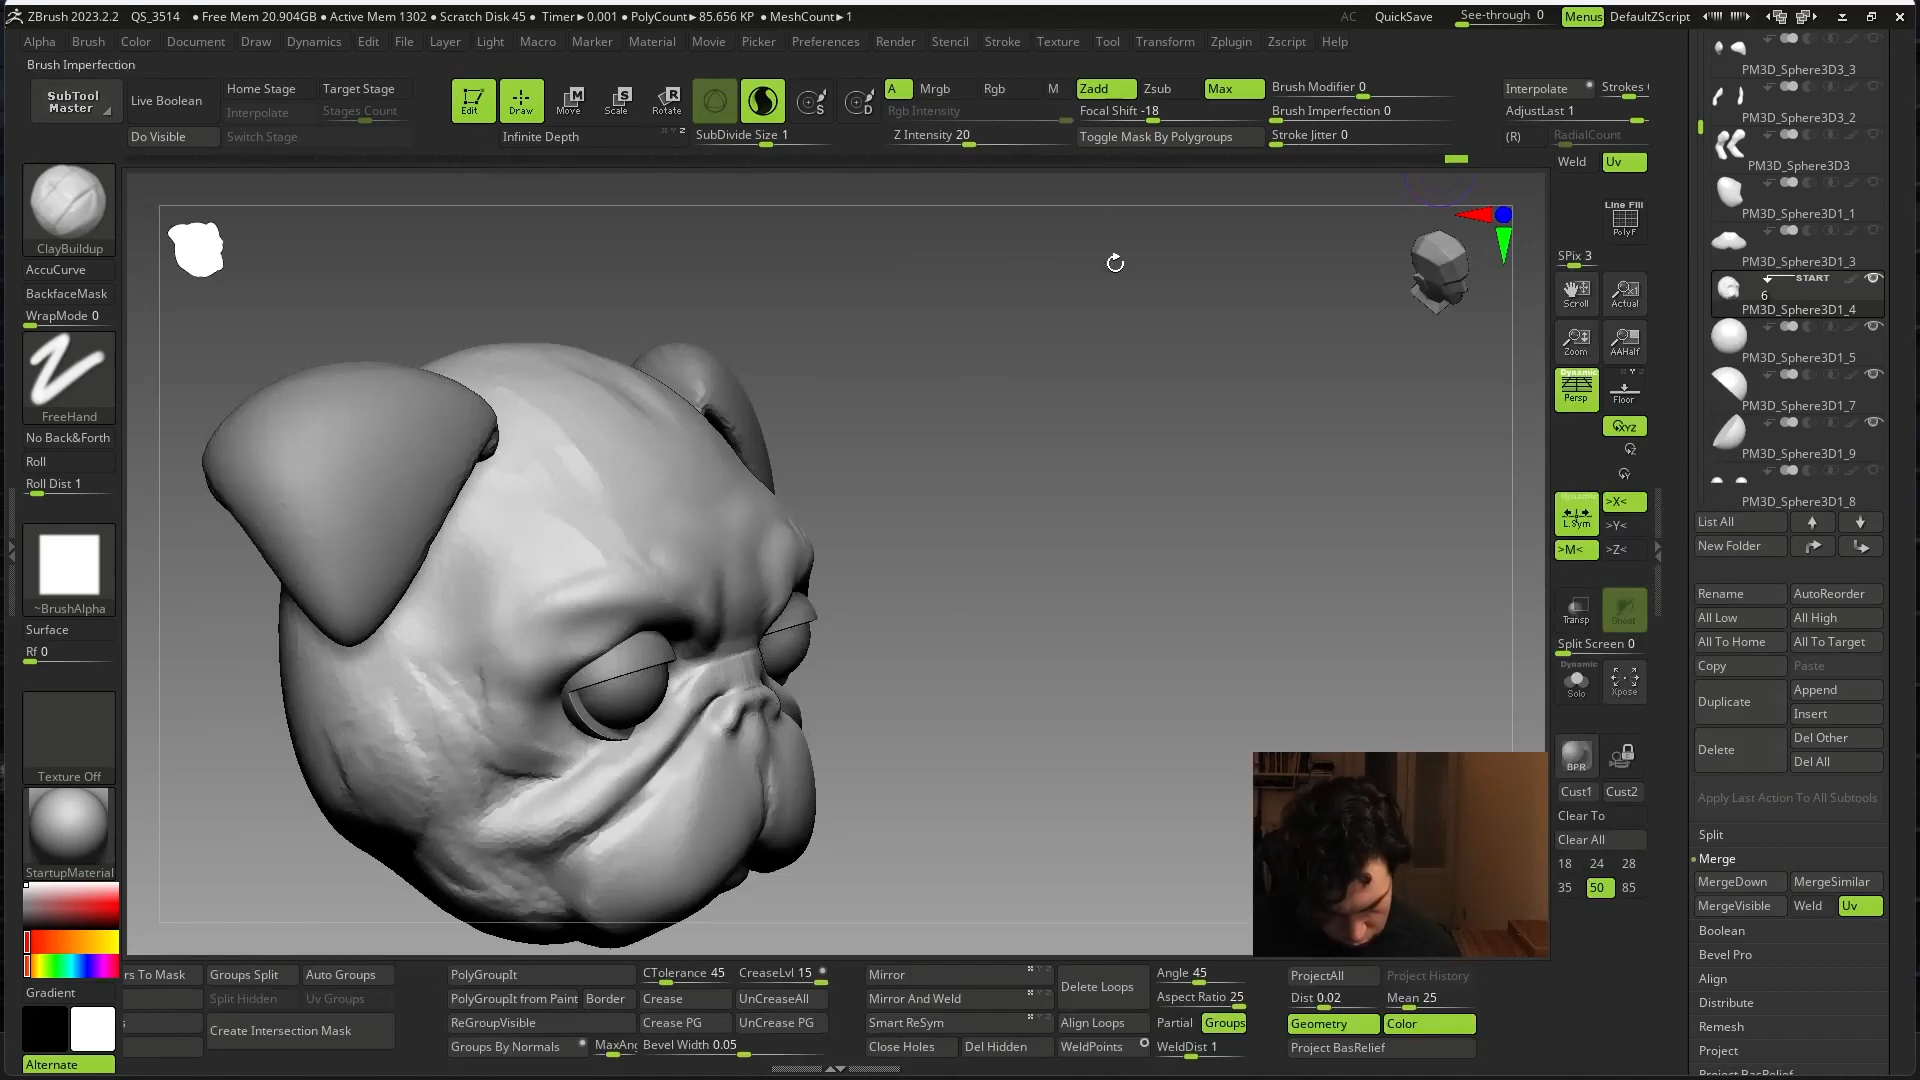 ZBrush 2023.2.2 QS_3514 ● Free Mem 20.904GB ● Active Mem 1302 ● Scratch Disk 45 ● Timer►0.001 ● PolyCount►85.656 KP ● MeshCount►1 AC QuickSave See-through 0 Menus DefaultZScript
Alpha Brush Color Document Draw Dynamics Edit File Layer Light Macro Marker Material Movie Picker Preferences Render Stencil Stroke Texture Tool Transform Zplugin Zscript Help
Brush Imperfection
SubTool Master
Live Boolean
Do Visible
Home Stage Target Stage
Interpolate Stages Count
Switch Stage
Edit Draw Move Scale Rotate
Infinite Depth
SubDivide Size 1
A Mrgb Rgb M Zadd Zsub Max Brush Modifier 0
Rgb Intensity Focal Shift -18 Brush Imperfection 0
Z Intensity 20 Toggle Mask By Polygroups Stroke Jitter 0
Interpolate Strokes
AdjustLast 1
(R) RadialCount
Weld Uv
ClayBuildup
AccuCurve
BackfaceMask
WrapMode 0
FreeHand
No Back&Forth
Roll
Roll Dist 1
~BrushAlpha
Surface
Rf 0
Texture Off
StartupMaterial
Gradient
Alternate
Line Fill
PolyF
SPix 3
Scroll Actual
Zoom AAHalf
Dynamic
Persp Floor
XYZ
Dynamic
L.Sym >X<
>Y<
>M< >Z<
Transp Ghost
Split Screen 0
Dynamic
Solo Xpose
BPR
Cust1 Cust2
Clear To
Clear All
18 24 28
35 50 85
PM3D_Sphere3D3_3
PM3D_Sphere3D3_2
PM3D_Sphere3D3
PM3D_Sphere3D1_1
PM3D_Sphere3D1_3
START
6
PM3D_Sphere3D1_4
PM3D_Sphere3D1_5
PM3D_Sphere3D1_7
PM3D_Sphere3D1_9
PM3D_Sphere3D1_8
List All
New Folder
Rename AutoReorder
All Low All High
All To Home All To Target
Copy Paste
Duplicate Append
Insert
Delete Del Other
Del All
Apply Last Action To All Subtools
Split
Merge
MergeDown MergeSimilar
MergeVisible Weld Uv
Boolean
Bevel Pro
Align
Distribute
Remesh
Project
Project BasRelief
rs To Mask Groups Split Auto Groups
Split Hidden Uv Groups
Create Intersection Mask
PolyGroupIt CTolerance 45 CreaseLvl 15
PolyGroupIt from Paint Border Crease UnCreaseAll
ReGroupVisible Crease PG UnCrease PG
Groups By Normals MaxAng Bevel Width 0.05
Mirror
Mirror And Weld
Smart ReSym
Close Holes Del Hidden
Delete Loops
Align Loops
WeldPoints
Angle 45
Aspect Ratio 25
Partial Groups
WeldDist 1
ProjectAll Project History
Dist 0.02 Mean 25
Geometry Color
Project BasRelief